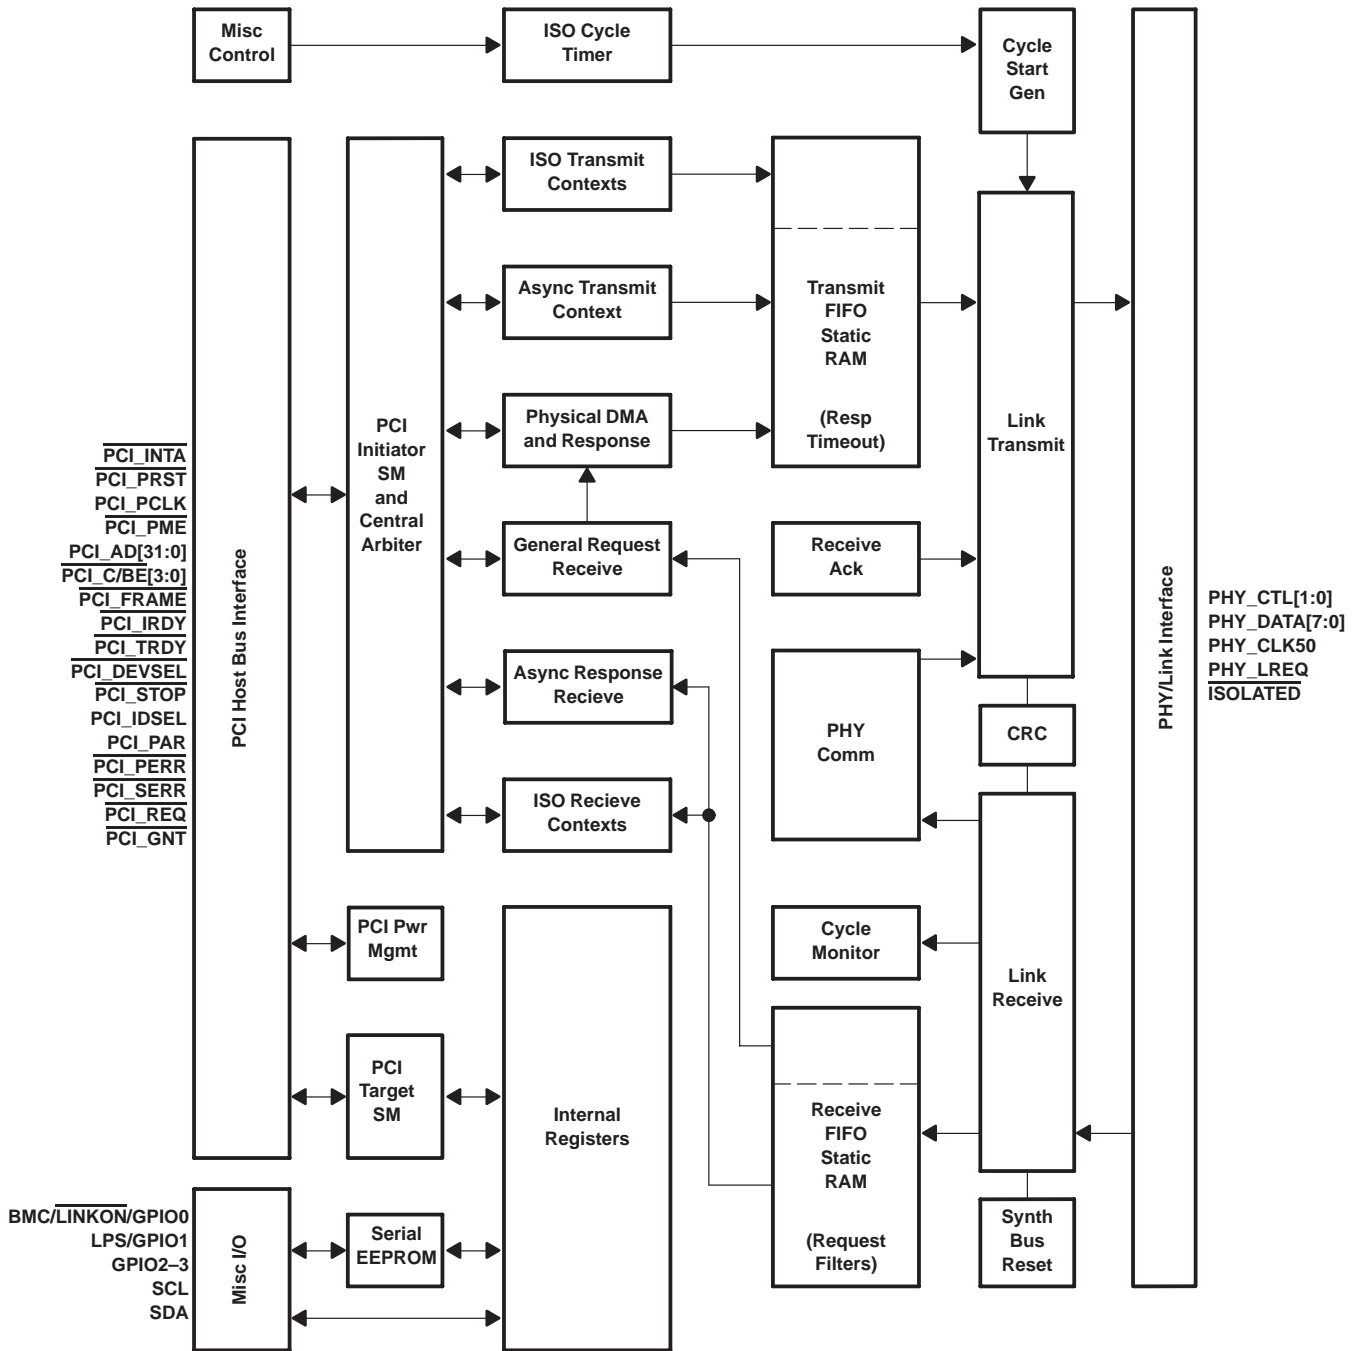 Misc
Control
ISO Cycle
Timer
Cycle
Start
Gen
ISO Transmit
Contexts
Async Transmit
Context
Transmit
FIFO
Static
RAM
(Resp
Timeout)
Physical DMA
and Response
PCI
Initiator
SM
and
Central
Arbiter
Link
Transmit
General Request
Receive
Receive
Ack
Async Response
Recieve
PHY
Comm
CRC
ISO Recieve
Contexts
PCI_INTA
PCI_PRST
PCI_PCLK
PCI_PME
PCI_AD[31:0]
PCI_C/BE[3:0]
PCI_FRAME
PCI_IRDY
PCI_TRDY
PCI_DEVSEL
PCI_STOP
PCI_IDSEL
PCI_PAR
PCI_PERR
PCI_SERR
PCI_REQ
PCI_GNT
PCI Host Bus Interface
PHY/Link Interface
PHY_CTL[1:0]
PHY_DATA[7:0]
PHY_CLK50
PHY_LREQ
ISOLATED
PCI Pwr
Mgmt
Cycle
Monitor
Link
Receive
PCI
Target
SM
Internal
Registers
Receive
FIFO
Static
RAM
(Request
Filters)
BMC/LINKON/GPIO0
LPS/GPIO1
GPIO2–3
SCL
SDA
Misc I/O
Serial
EEPROM
Synth
Bus
Reset